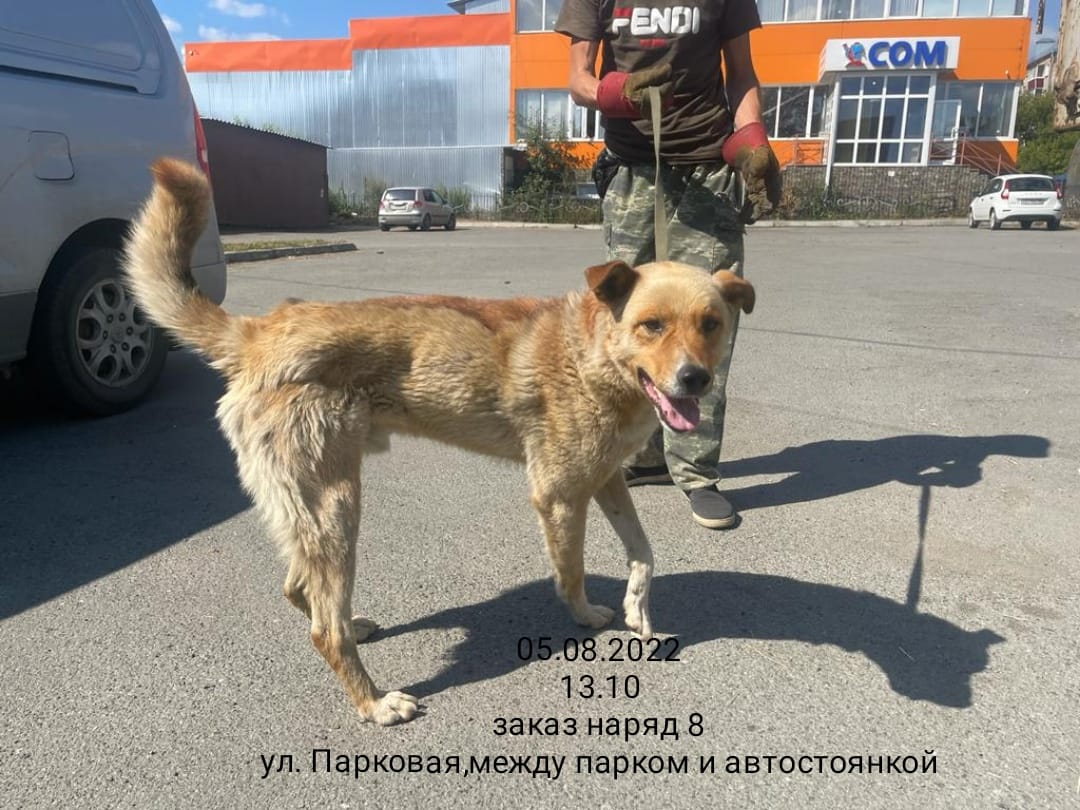 FENDI
COM
05.08.2022
13.10
заказ наряд 8
ул. Парковая,между парком и автостоянкой